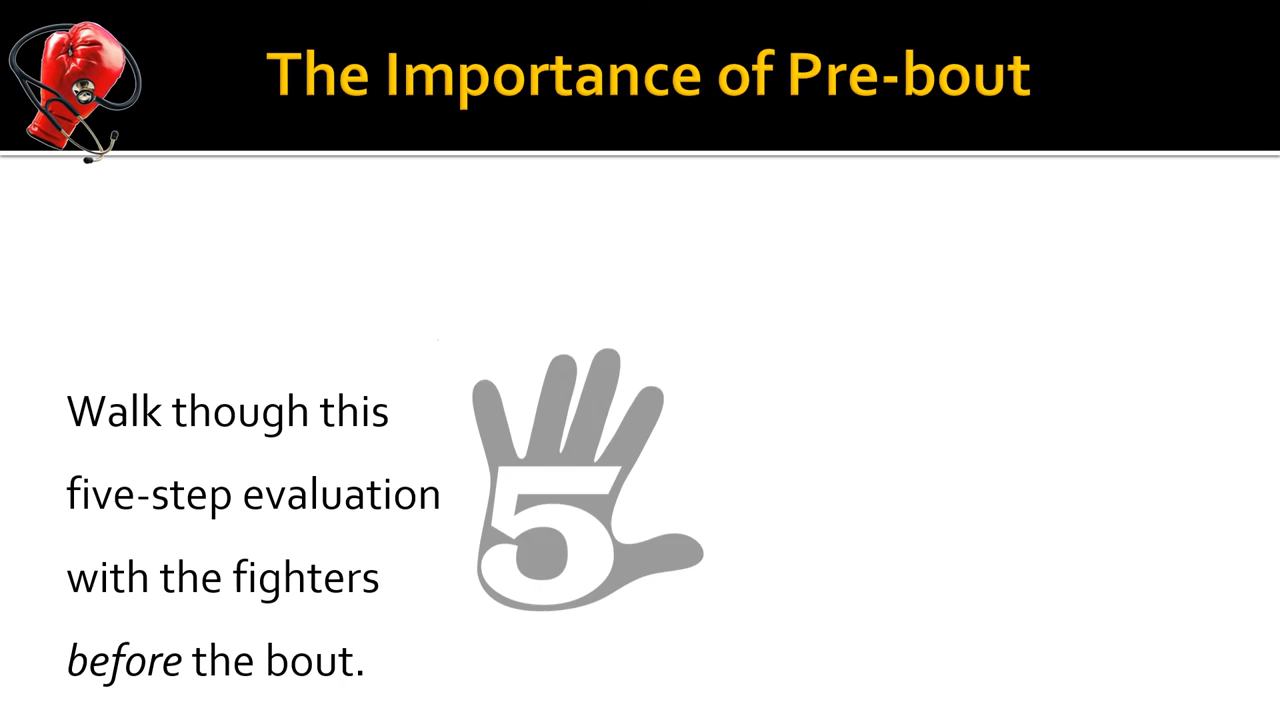 The Importance of Pre-bout
Walk though this
five-step evaluation
with the fighters
before the bout.
5